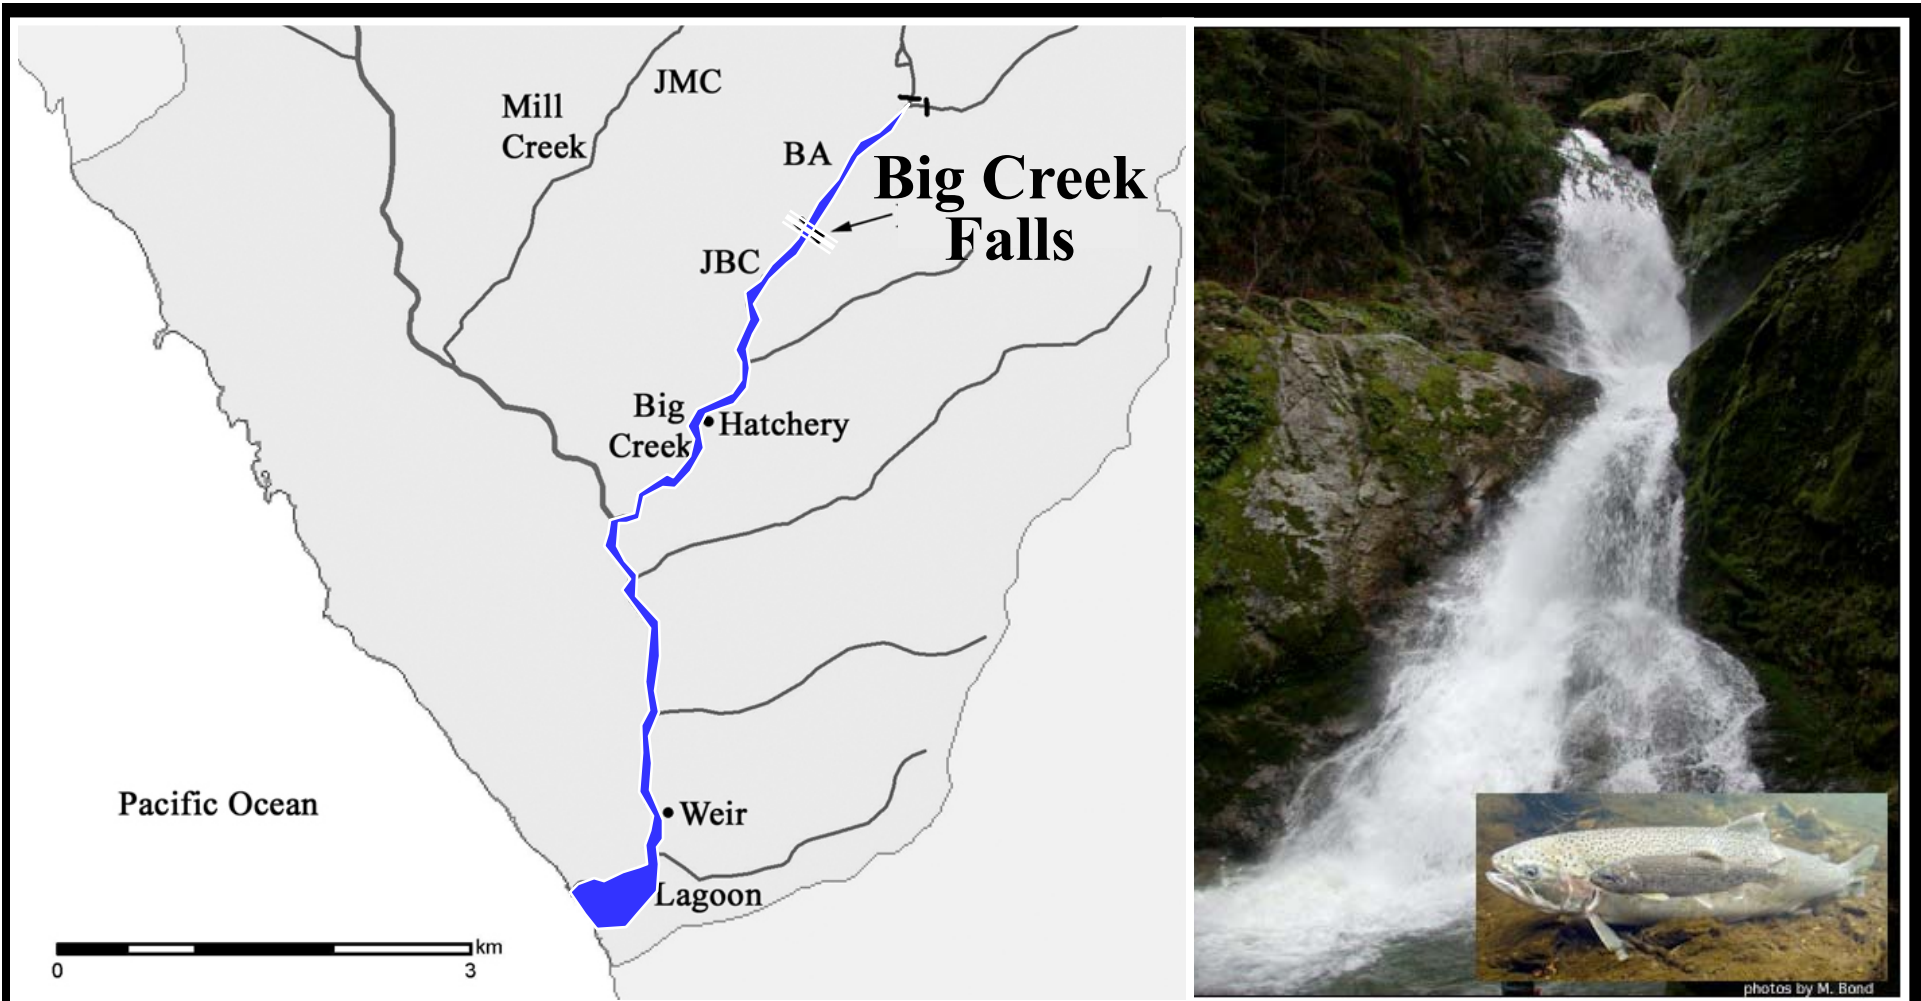 JMC
Mill
Creek
BA
Big Creek
Falls
JBC
Big
Creek
Hatchery
Pacific Ocean
Weir
Lagoon
km
0
3
photos by M. Bond